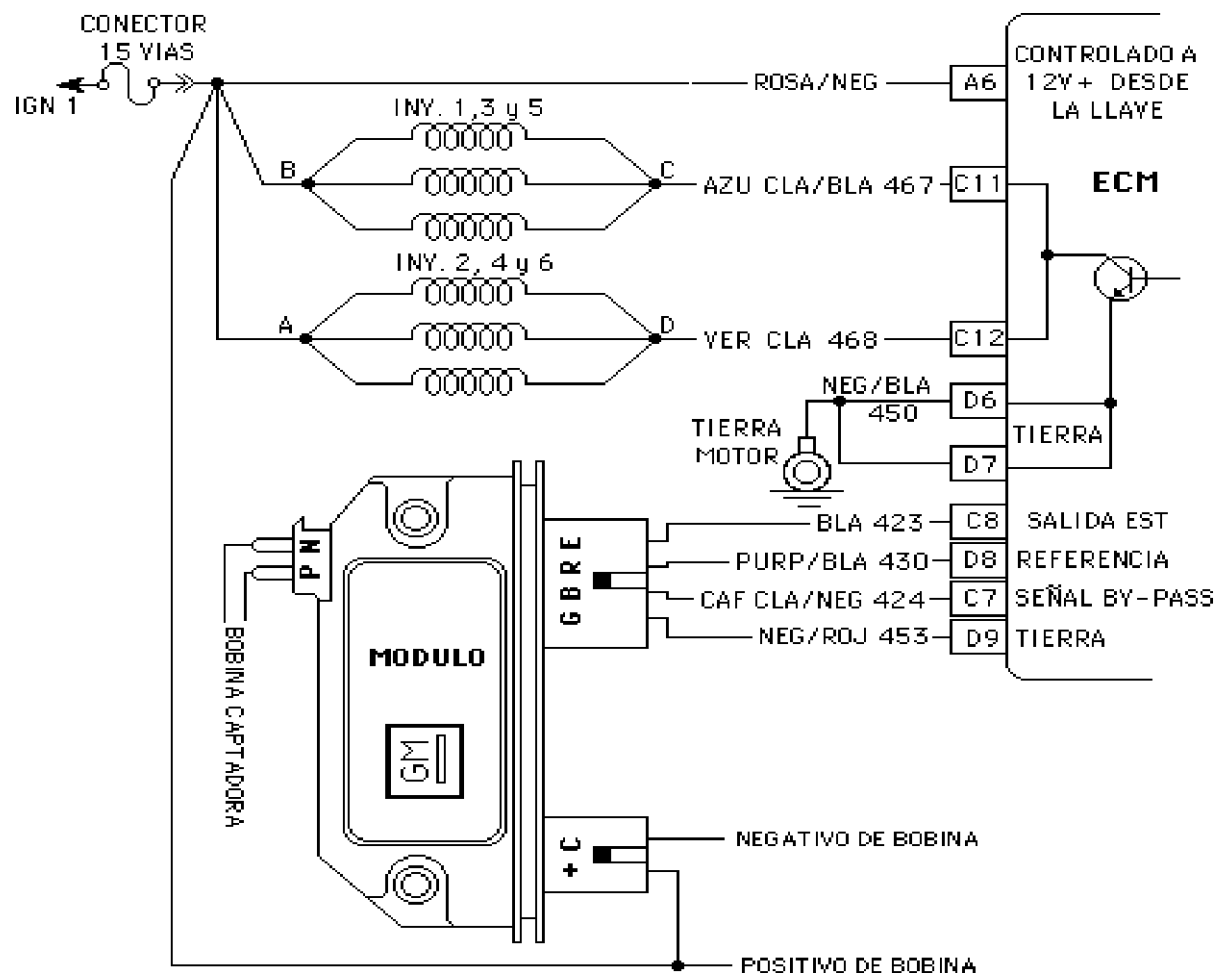 CONECTOR
15 VIAS
IGN 1
ROSA/NEG
A6
CONTROLADO A
12V+ DESDE
LA LLAVE
INY. 1,3 y 5
B
C
AZU CLA/BLA 467
C11
ECM
INY. 2, 4 y 6
A
D
VER CLA 468
C12
NEG/BLA
450
D6
TIERRA
MOTOR
TIERRA
D7
BLA 423
C8
SALIDA EST
PURP/BLA 430
D8
REFERENCIA
CAF CLA/NEG 424
C7
SEÑAL BY-PASS
NEG/ROJ 453
D9
TIERRA
P N
G B R E
BOBINA CAPTADORA
MODULO
GM
+ C
NEGATIVO DE BOBINA
POSITIVO DE BOBINA